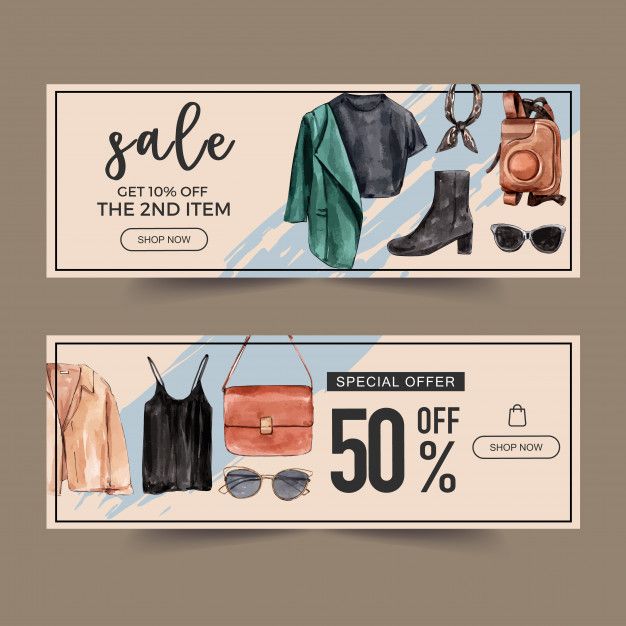 sale
GET 10% OFF
THE 2ND ITEM
SHOP NOW
SPECIAL OFFER
50% OFF
SHOP NOW